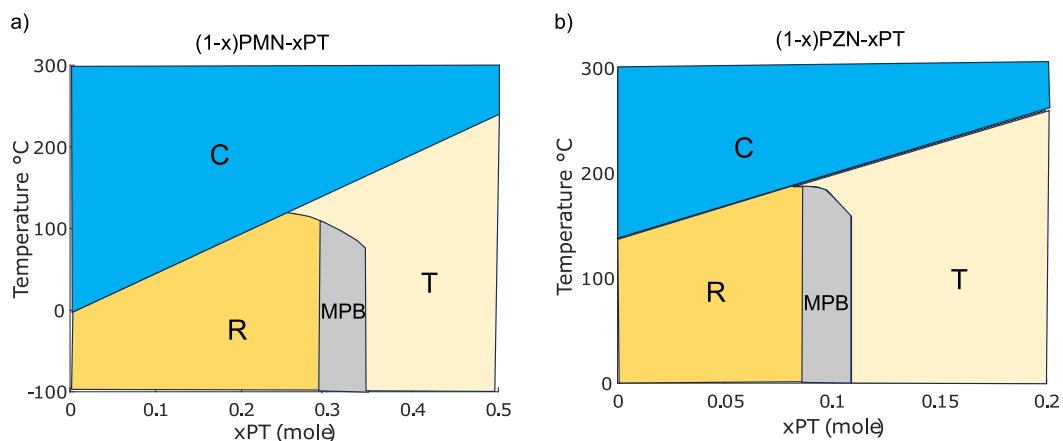 a)
(1-x)PMN-xPT
300
200
100
0
-100
Temperature °C
C
R
MPB
T
0
0.1
0.2
0.3
0.4
0.5
xPT (mole)
b)
(1-x)PZN-xPT
300
200
100
0
Temperature °C
C
R
MPB
T
0
0.05
0.1
0.15
0.2
xPT (mole)